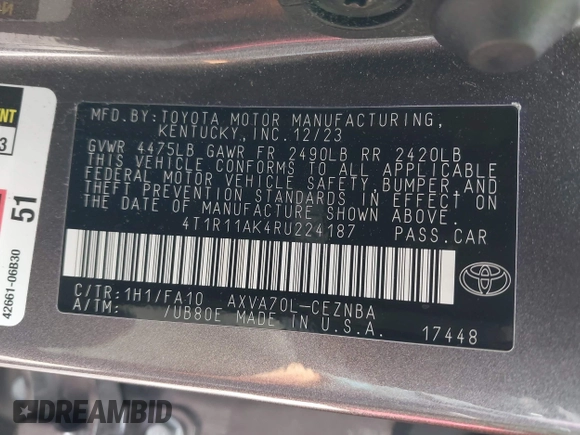 MFD.BY:TOYOTA MOTOR MANUFACTURING,
KENTUCKY,INC. 12/23
GVWR 4475LB GAWR FR 2490LB RR 2420LB
THIS VEHICLE CONFORMS TO ALL APPLICABLE
FEDERAL MOTOR VEHICLE SAFETY,BUMPER,AND
THEFT PREVENTION STANDARDS IN EFFECT ON
THE DATE OF MANUFACTURE SHOWN ABOVE.
4T1R11AK4RU224187 PASS.CAR
C/TR:1H1/FA10 AXVA70L-CEZNBA
A/TM: /UB80E MADE IN U.S.A.
17448
3
51
42661-06B30
DREAMBID